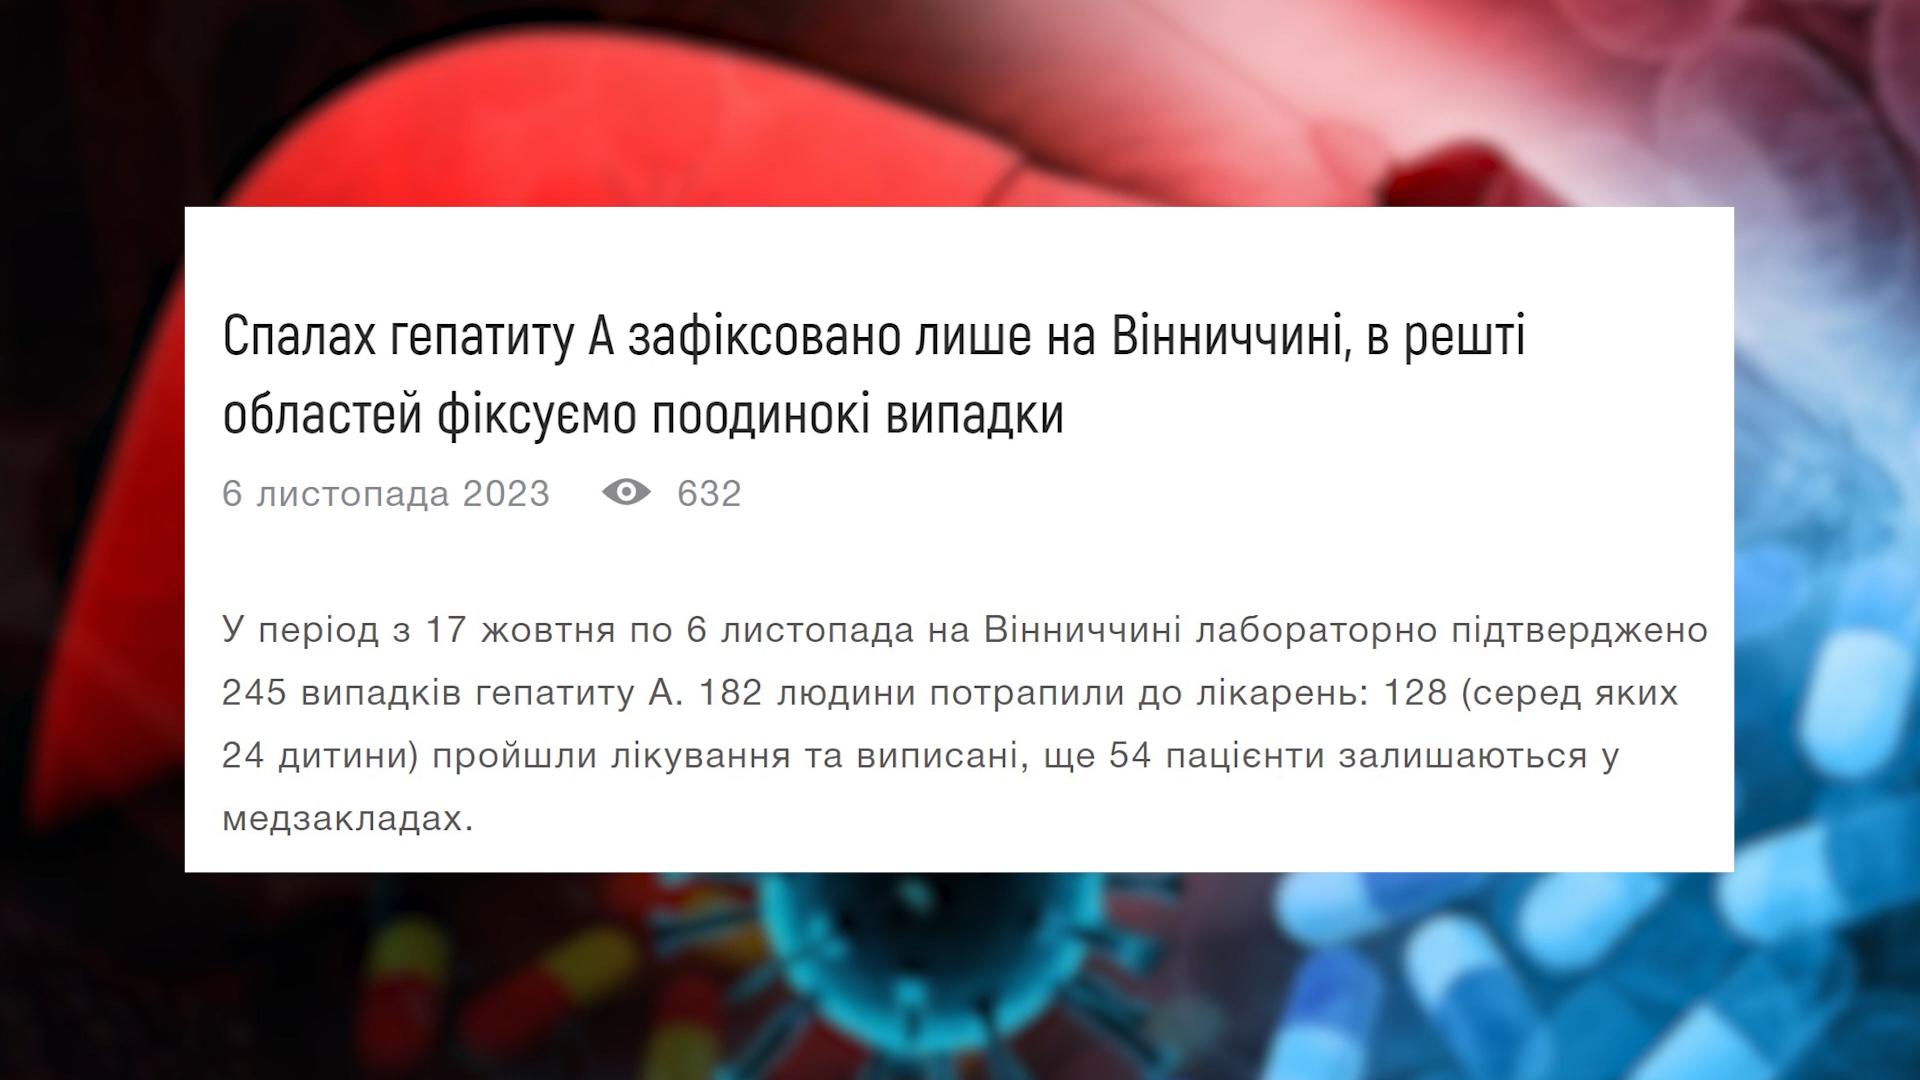 Спалах гепатиту А зафіксовано лише на Вінниччині, в решті
областей фіксуємо поодинокі випадки
6 листопада 2023 632
У період з 17 жовтня по 6 листопада на Вінниччині лабораторно підтверджено
245 випадків гепатиту А. 182 людини потрапили до лікарень: 128 (серед яких
24 дитини) пройшли лікування та виписані, ще 54 пацієнти залишаються у
медзакладах.